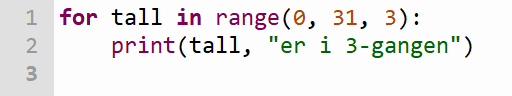 1 for tall in range(0, 31, 3):
2     print(tall, "er i 3-gangen")
3